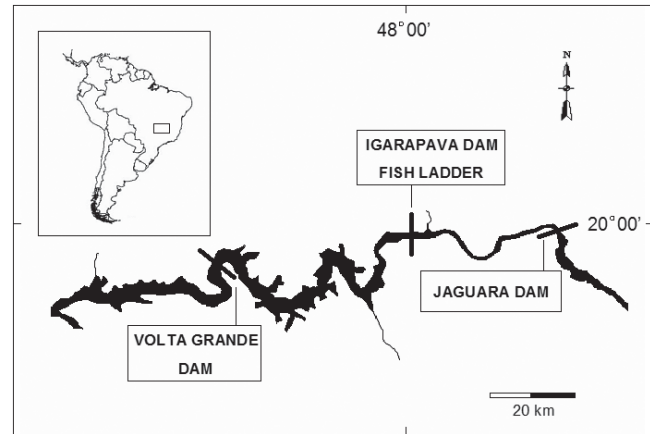 48°00'
N
IGARAPAVA DAM
FISH LADDER
20°00'
JAGUARA DAM
VOLTA GRANDE
DAM
20 km